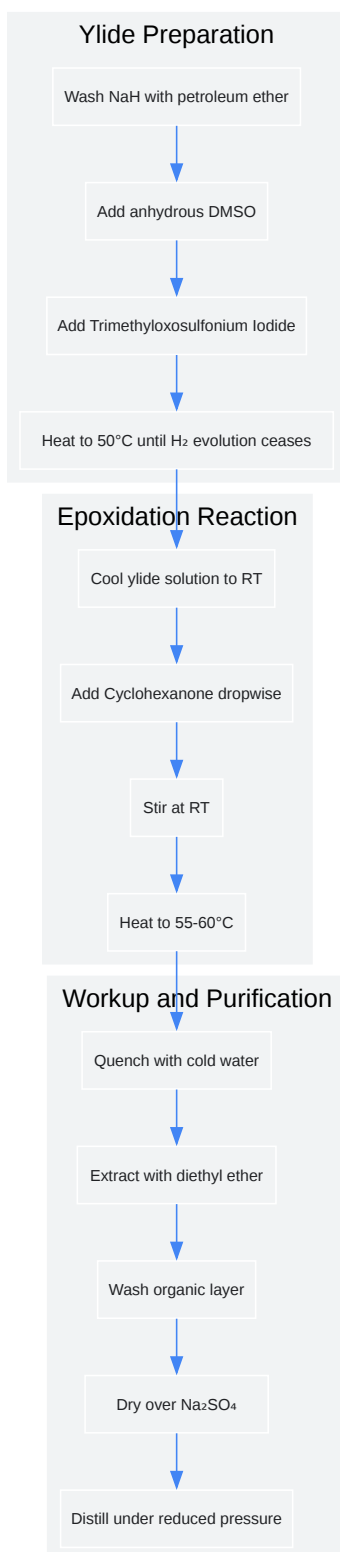 Ylide Preparation
Wash NaH with petroleum ether
Add anhydrous DMSO
Add Trimethyloxosulfonium Iodide
Heat to 50°C until H₂ evolution ceases
Epoxidation Reaction
Cool ylide solution to RT
Add Cyclohexanone dropwise
Stir at RT
Heat to 55-60°C
Workup and Purification
Quench with cold water
Extract with diethyl ether
Wash organic layer
Dry over Na₂SO₄
Distill under reduced pressure